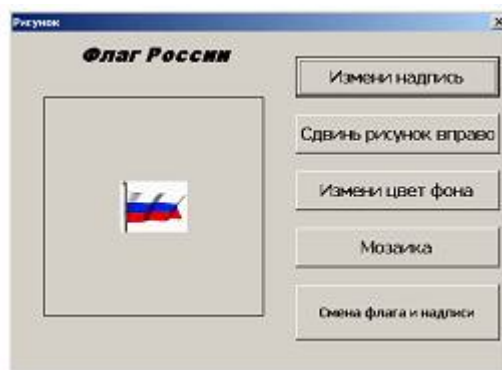 Рисунок
Флаг России
Измени надпись
Сдвинь рисунок вправо
Измени цвет фона
Мозаика
Смена флага и надписи